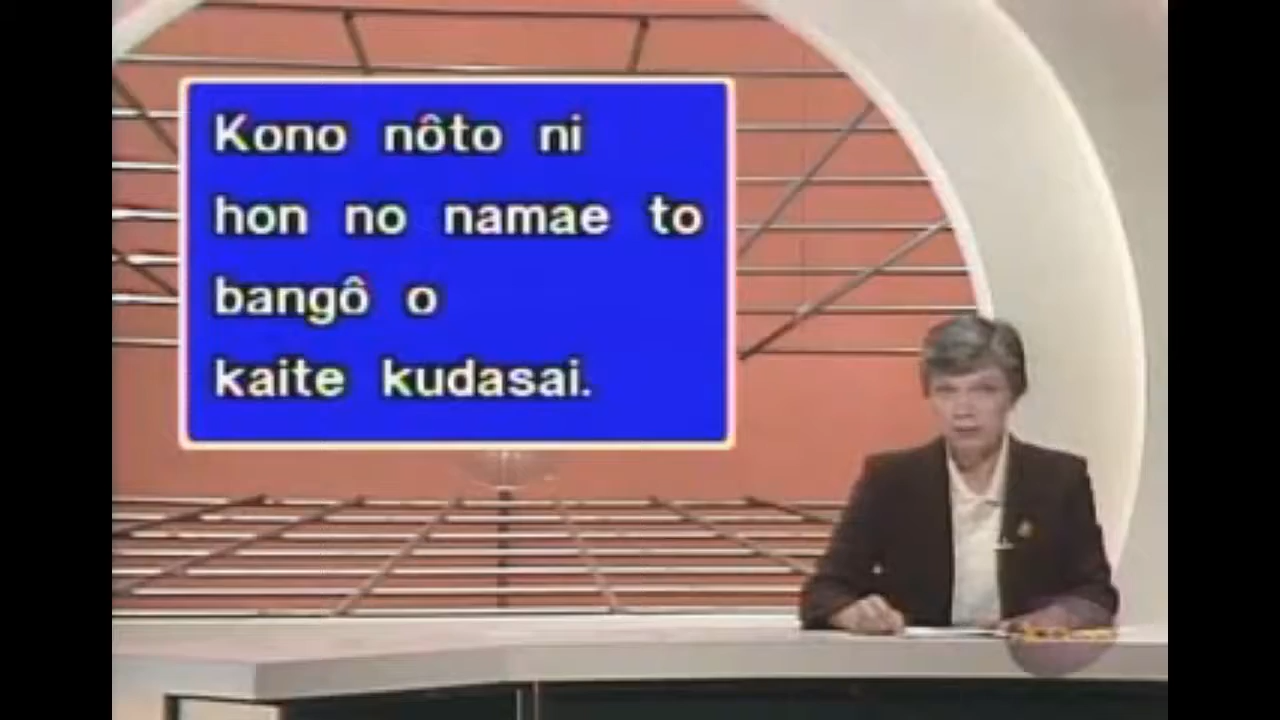 Kono nôto ni
hon no namae to
bangô o
kaite kudasai.